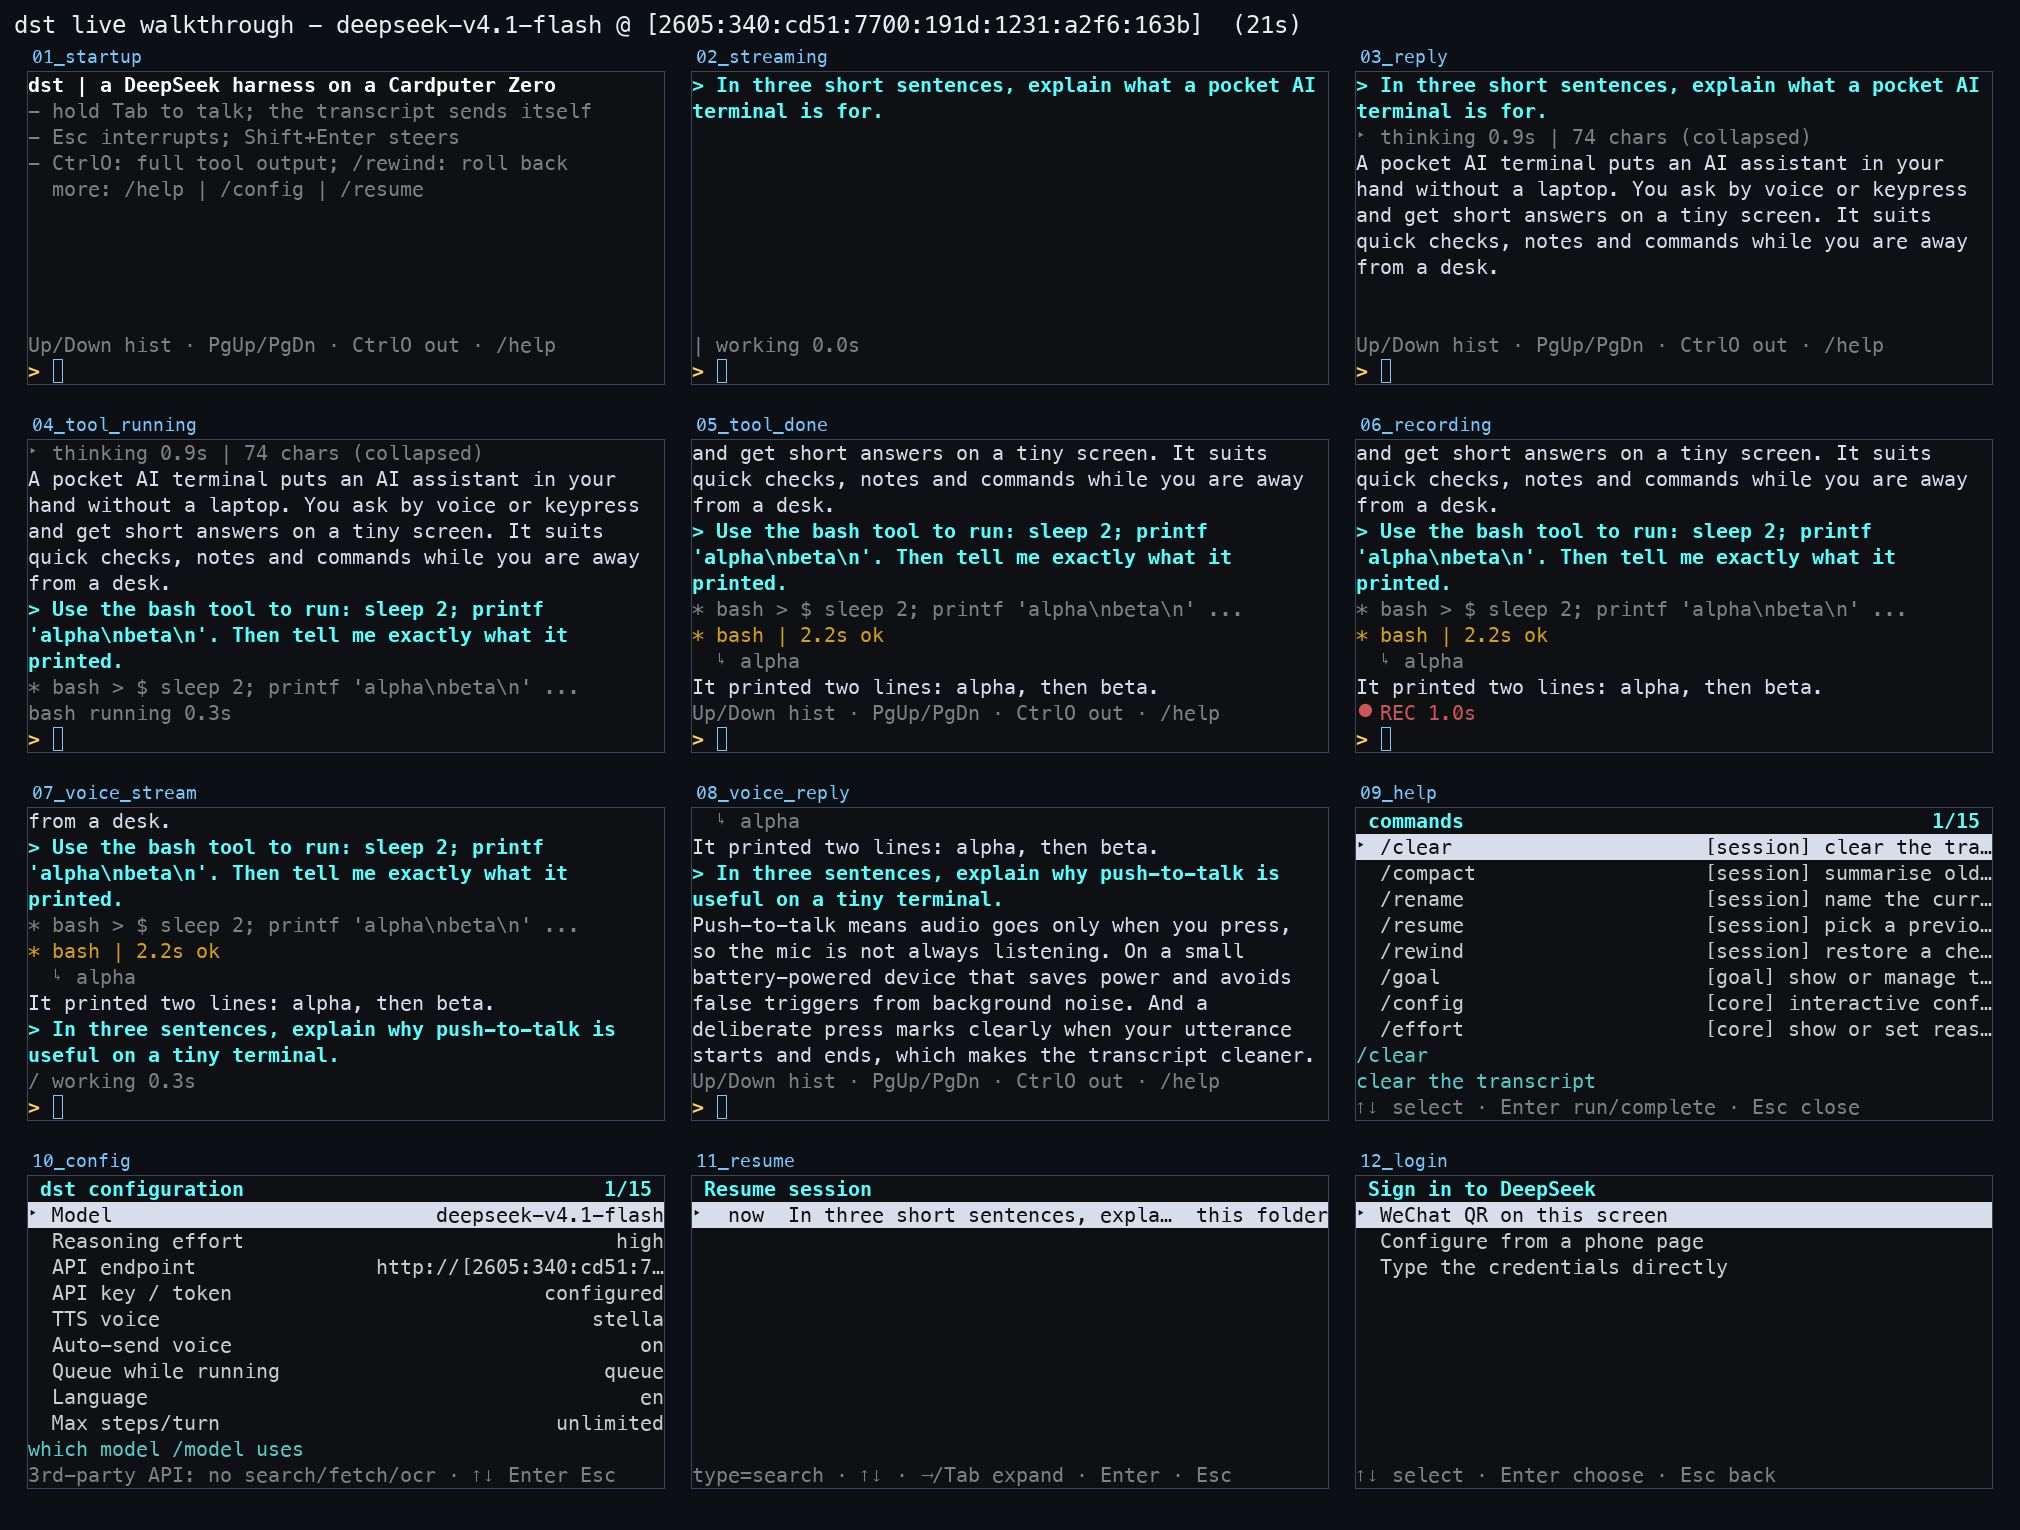 dst live walkthrough — deepseek-v4.1-flash @ [2605:340:cd51:7700:191d:1231:a2f6:163b]  (21s)
01_startup
dst | a DeepSeek harness on a Cardputer Zero
— hold Tab to talk; the transcript sends itself
— Esc interrupts; Shift+Enter steers
— CtrlO: full tool output; /rewind: roll back
  more: /help | /config | /resume
Up/Down hist · PgUp/PgDn · CtrlO out · /help
>
02_streaming
> In three short sentences, explain what a pocket AI
terminal is for.
| working 0.0s
>
03_reply
> In three short sentences, explain what a pocket AI
terminal is for.
‣ thinking 0.9s | 74 chars (collapsed)
A pocket AI terminal puts an AI assistant in your
hand without a laptop. You ask by voice or keypress
and get short answers on a tiny screen. It suits
quick checks, notes and commands while you are away
from a desk.
Up/Down hist · PgUp/PgDn · CtrlO out · /help
>
04_tool_running
‣ thinking 0.9s | 74 chars (collapsed)
A pocket AI terminal puts an AI assistant in your
hand without a laptop. You ask by voice or keypress
and get short answers on a tiny screen. It suits
quick checks, notes and commands while you are away
from a desk.
> Use the bash tool to run: sleep 2; printf
'alpha\nbeta\n'. Then tell me exactly what it
printed.
* bash > $ sleep 2; printf 'alpha\nbeta\n' ...
bash running 0.3s
>
05_tool_done
and get short answers on a tiny screen. It suits
quick checks, notes and commands while you are away
from a desk.
> Use the bash tool to run: sleep 2; printf
'alpha\nbeta\n'. Then tell me exactly what it
printed.
* bash > $ sleep 2; printf 'alpha\nbeta\n' ...
* bash | 2.2s ok
  ↳ alpha
It printed two lines: alpha, then beta.
Up/Down hist · PgUp/PgDn · CtrlO out · /help
>
06_recording
and get short answers on a tiny screen. It suits
quick checks, notes and commands while you are away
from a desk.
> Use the bash tool to run: sleep 2; printf
'alpha\nbeta\n'. Then tell me exactly what it
printed.
* bash > $ sleep 2; printf 'alpha\nbeta\n' ...
* bash | 2.2s ok
  ↳ alpha
It printed two lines: alpha, then beta.
● REC 1.0s
>
07_voice_stream
from a desk.
> Use the bash tool to run: sleep 2; printf
'alpha\nbeta\n'. Then tell me exactly what it
printed.
* bash > $ sleep 2; printf 'alpha\nbeta\n' ...
* bash | 2.2s ok
  ↳ alpha
It printed two lines: alpha, then beta.
> In three sentences, explain why push-to-talk is
useful on a tiny terminal.
/ working 0.3s
>
08_voice_reply
  ↳ alpha
It printed two lines: alpha, then beta.
> In three sentences, explain why push-to-talk is
useful on a tiny terminal.
Push-to-talk means audio goes only when you press,
so the mic is not always listening. On a small
battery-powered device that saves power and avoids
false triggers from background noise. And a
deliberate press marks clearly when your utterance
starts and ends, which makes the transcript cleaner.
Up/Down hist · PgUp/PgDn · CtrlO out · /help
>
09_help
commands 1/15
‣ /clear [session] clear the tra…
/compact [session] summarise old…
/rename [session] name the curr…
/resume [session] pick a previo…
/rewind [session] restore a che…
/goal [goal] show or manage t…
/config [core] interactive conf…
/effort [core] show or set reas…
/clear
clear the transcript
↑↓ select · Enter run/complete · Esc close
10_config
dst configuration 1/15
‣ Model deepseek-v4.1-flash
Reasoning effort high
API endpoint http://[2605:340:cd51:7…
API key / token configured
TTS voice stella
Auto-send voice on
Queue while running queue
Language en
Max steps/turn unlimited
which model /model uses
3rd-party API: no search/fetch/ocr · ↑↓ Enter Esc
11_resume
Resume session
‣ now  In three short sentences, expla…  this folder
type=search · ↑↓ · →/Tab expand · Enter · Esc
12_login
Sign in to DeepSeek
‣ WeChat QR on this screen
Configure from a phone page
Type the credentials directly
↑↓ select · Enter choose · Esc back